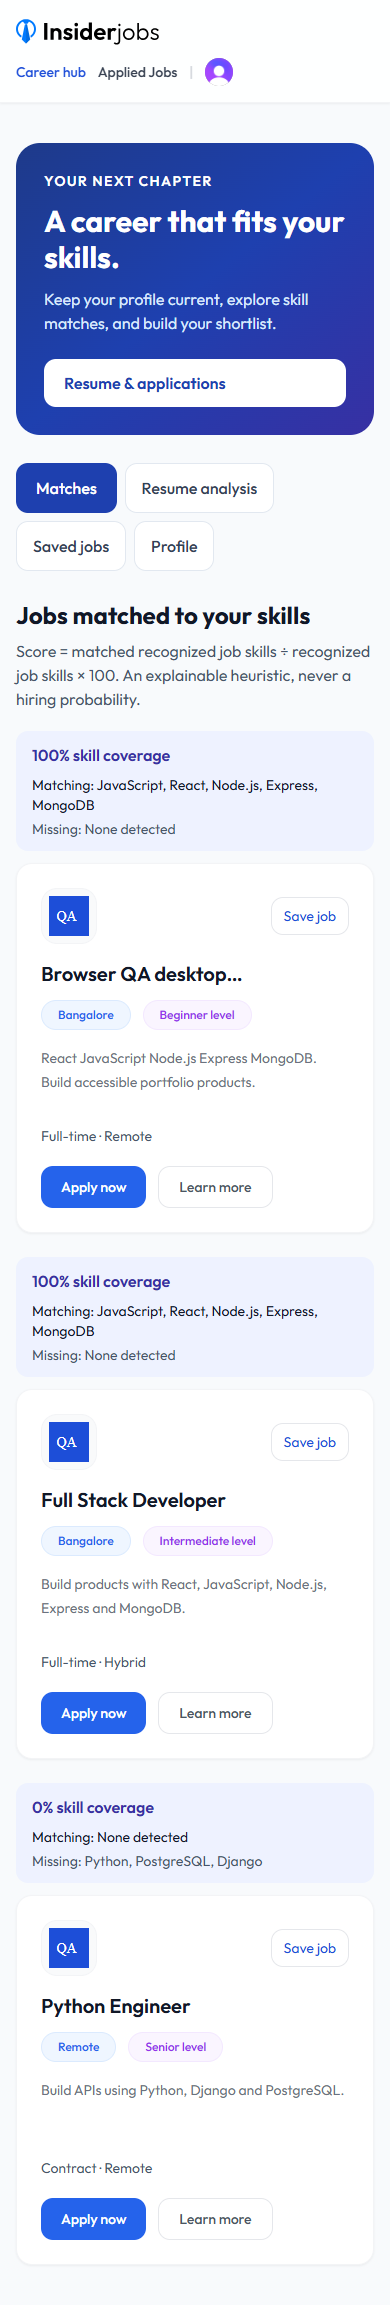 Insiderjobs
Career hub Applied Jobs |
YOUR NEXT CHAPTER
A career that fits your
skills.
Keep your profile current, explore skill
matches, and build your shortlist.
Resume & applications
Matches Resume analysis
Saved jobs Profile
Jobs matched to your skills
Score = matched recognized job skills ÷ recognized
job skills × 100. An explainable heuristic, never a
hiring probability.
100% skill coverage
Matching: JavaScript, React, Node.js, Express,
MongoDB
Missing: None detected
QA Save job
Browser QA desktop...
Bangalore Beginner level
React JavaScript Node.js Express MongoDB.
Build accessible portfolio products.
Full-time · Remote
Apply now Learn more
100% skill coverage
Matching: JavaScript, React, Node.js, Express,
MongoDB
Missing: None detected
QA Save job
Full Stack Developer
Bangalore Intermediate level
Build products with React, JavaScript, Node.js,
Express and MongoDB.
Full-time · Hybrid
Apply now Learn more
0% skill coverage
Matching: None detected
Missing: Python, PostgreSQL, Django
QA Save job
Python Engineer
Remote Senior level
Build APIs using Python, Django and PostgreSQL.
Contract · Remote
Apply now Learn more